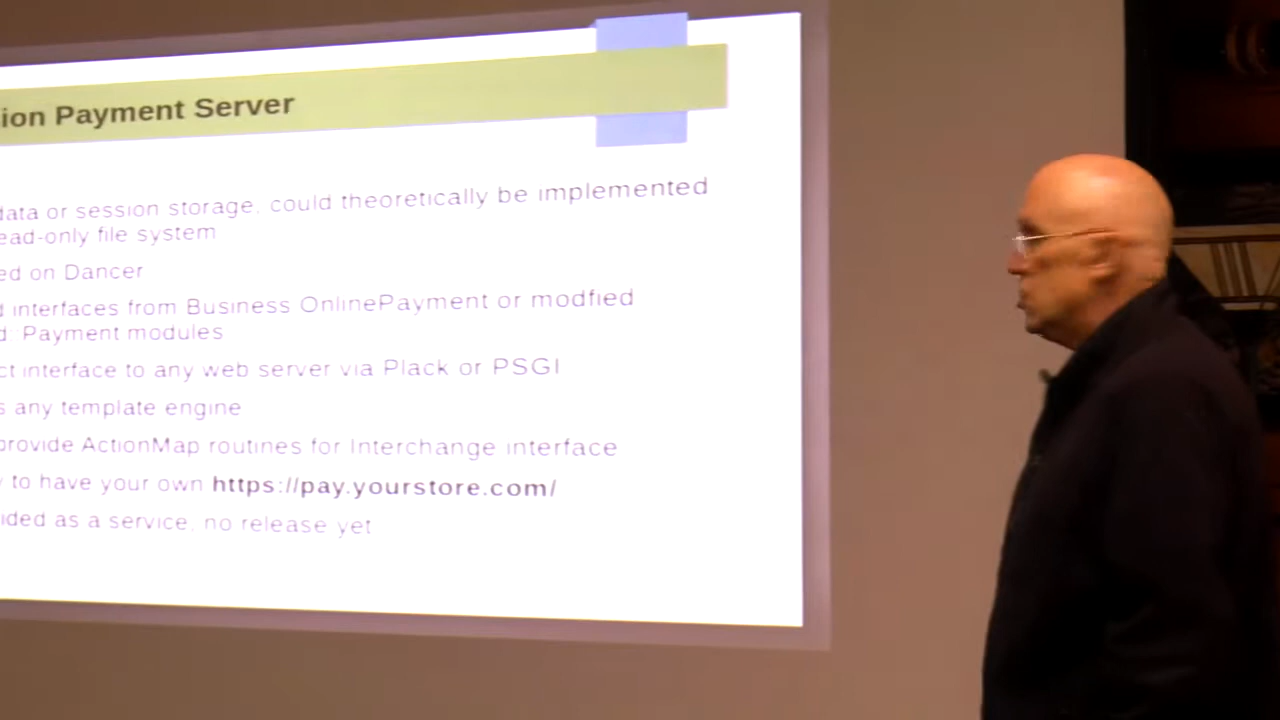 ion Payment Server
data or session storage, could theoretically be implemented
ead-only file system
ed on Dancer
d interfaces from Business OnlinePayment or modfied
d: Payment modules
ct interface to any web server via Plack or PSGI
s any template engine
provide ActionMap routines for Interchange interface
y to have your own https://pay.yourstore.com/
ided as a service, no release yet